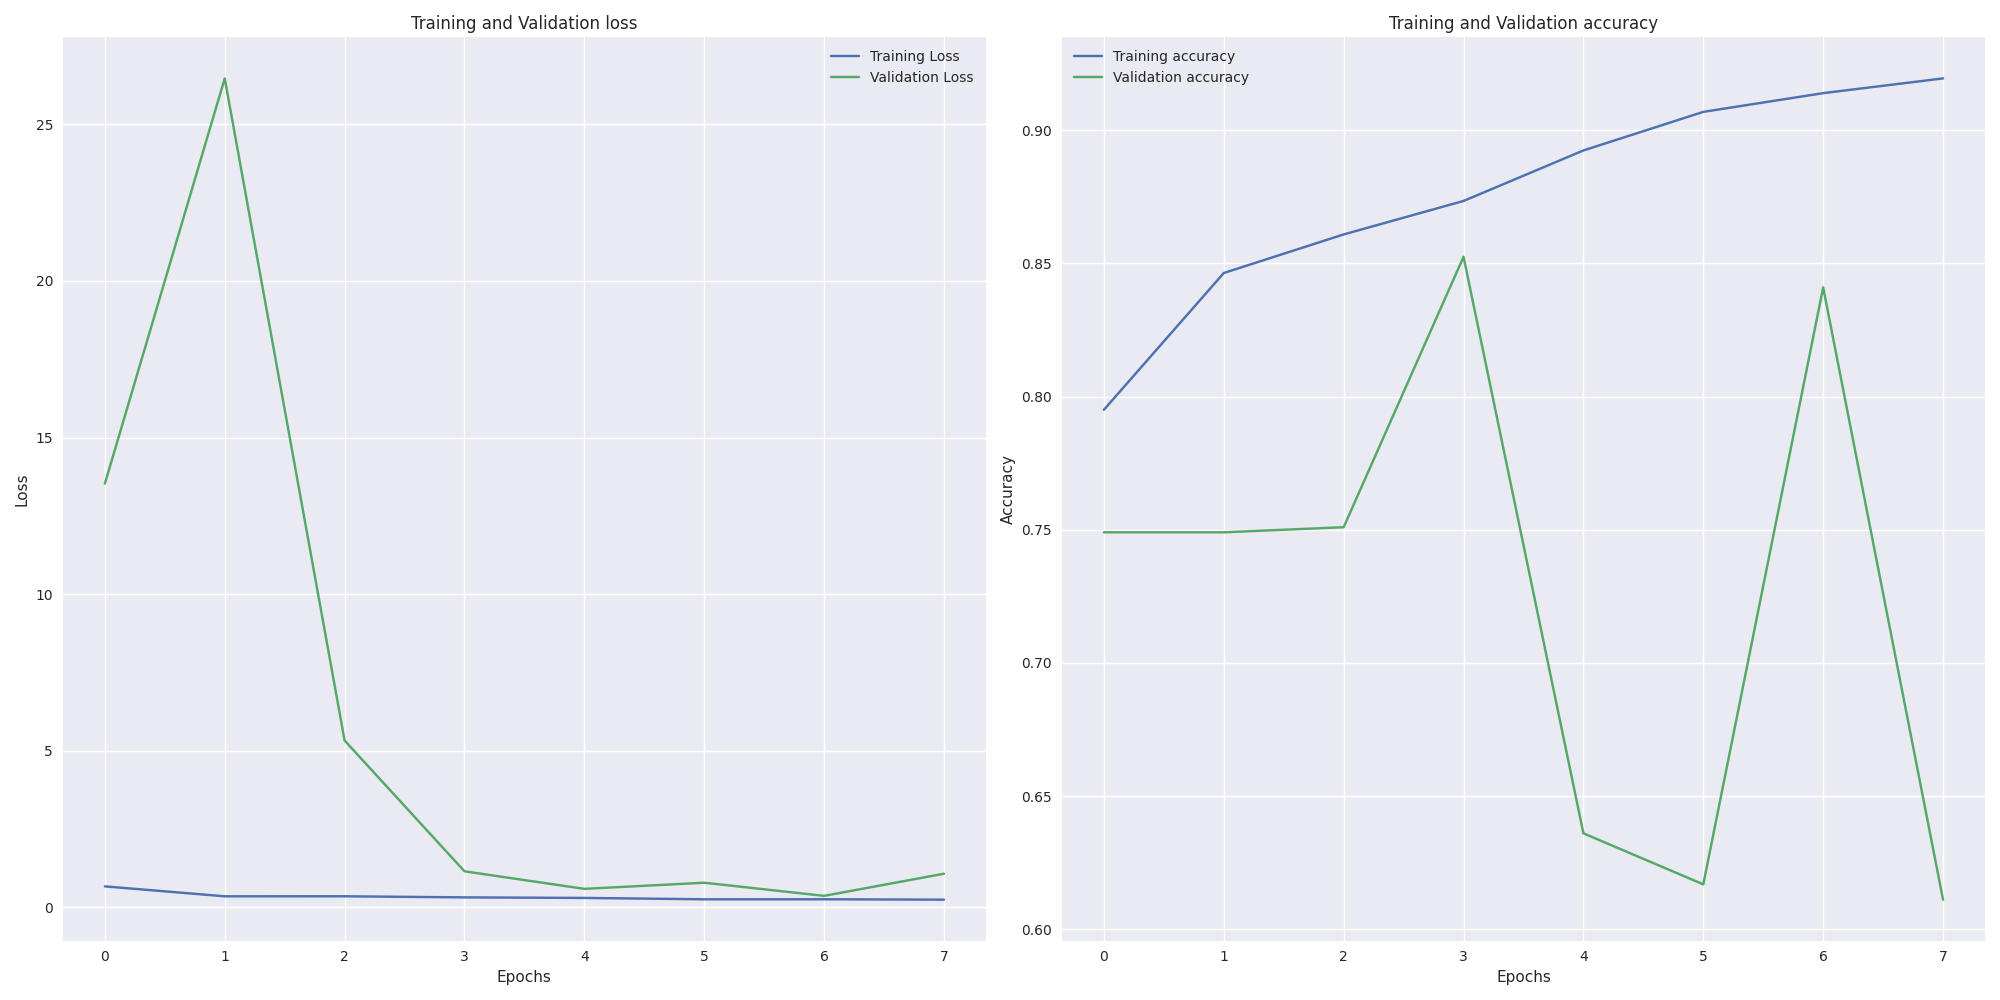 Training and Validation loss
Training Loss
Validation Loss
25
20
15
10
5
0
Loss
0 1 2 3 4 5 6 7
Epochs
Training and Validation accuracy
Training accuracy
Validation accuracy
0.90
0.85
0.80
0.75
0.70
0.65
0.60
Accuracy
0 1 2 3 4 5 6 7
Epochs